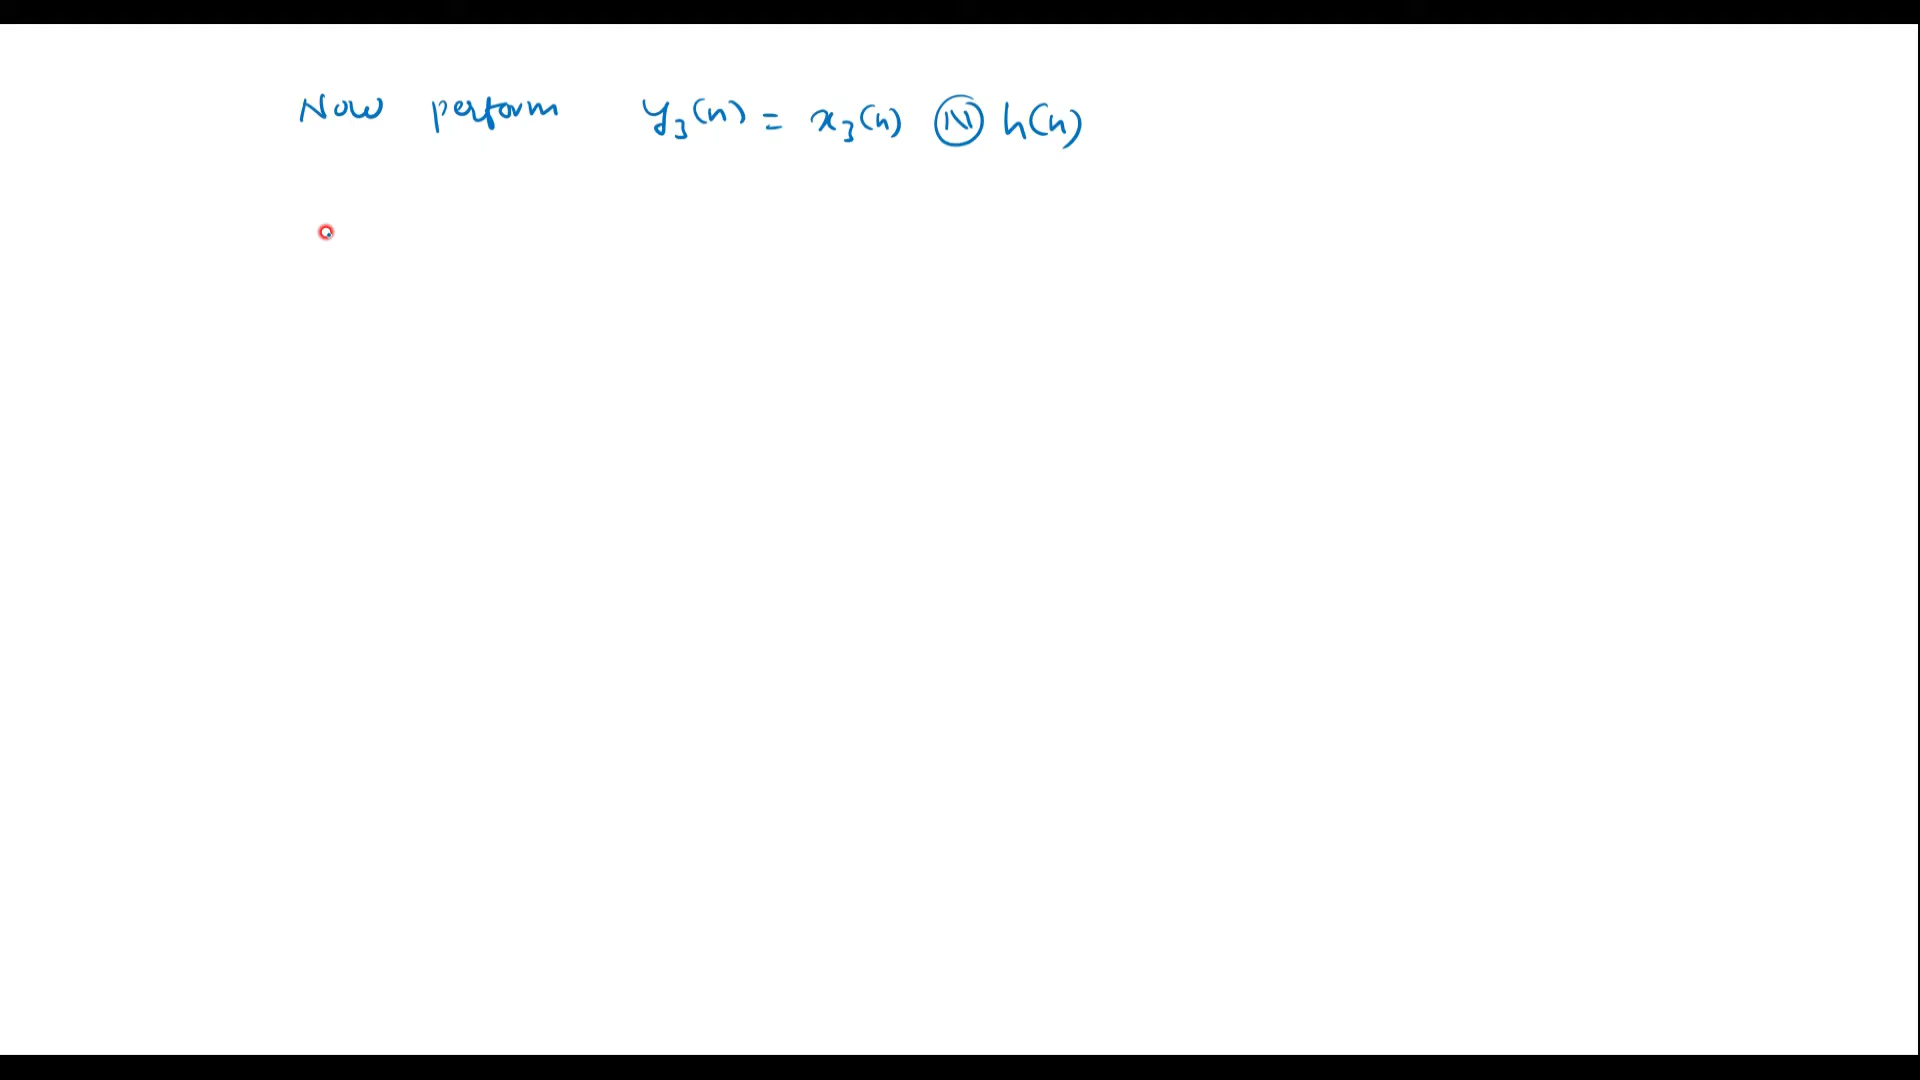 Now perform y₃(n) = x₃(n) Ⓝ h(n)